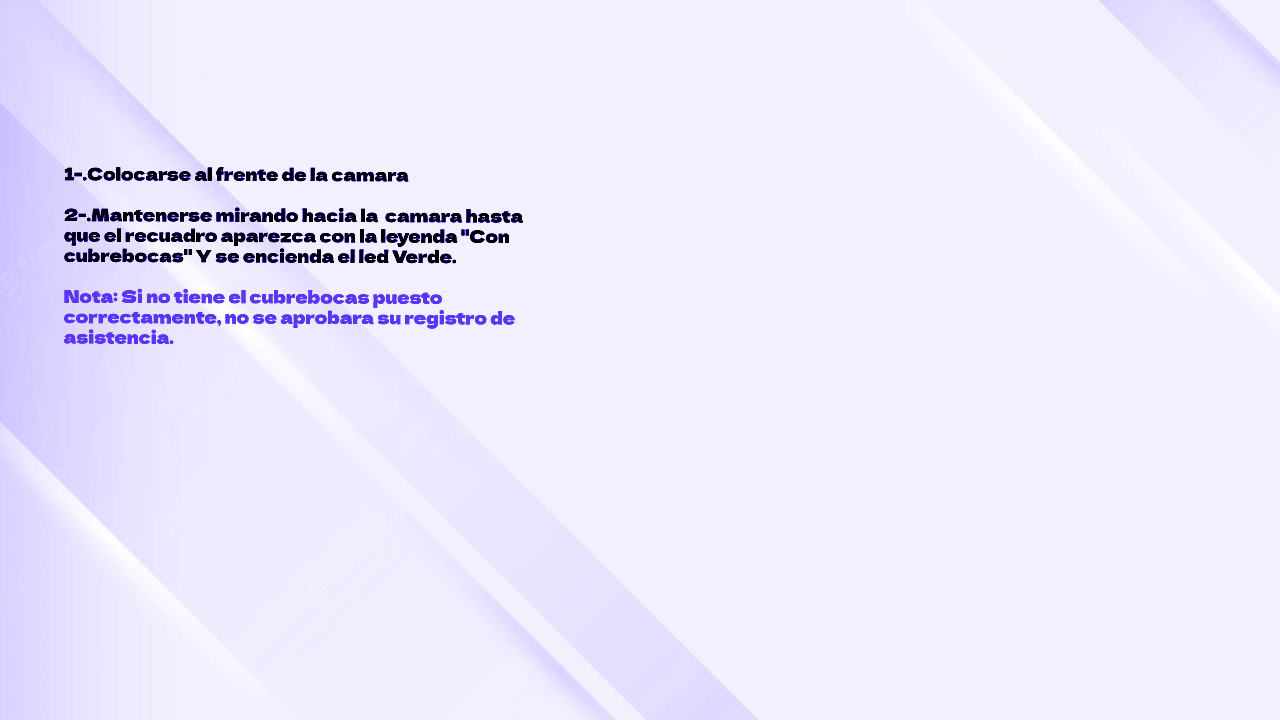 1-.Colocarse al frente de la camara
2-.Mantenerse mirando hacia la camara hasta
que el recuadro aparezca con la leyenda "Con
cubrebocas" Y se encienda el led Verde.
Nota: Si no tiene el cubrebocas puesto
correctamente, no se aprobara su registro de
asistencia.